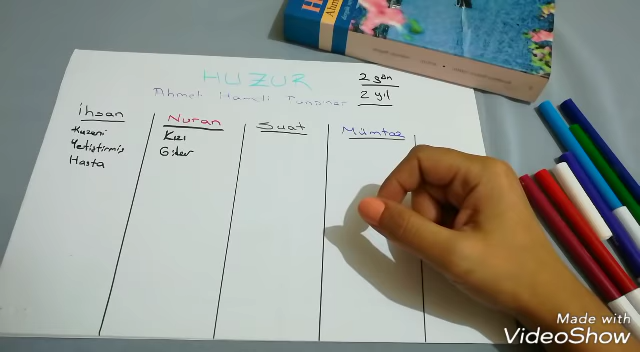 HUZUR
2 gün
Ahmet Hamdi Tanpınar
2 yıl
İhsan
Kuzeni
Yetiştirmiş
Hasta
Nuran
Kızı
Gider
Suat
Mümtaz
Made with
VideoShow